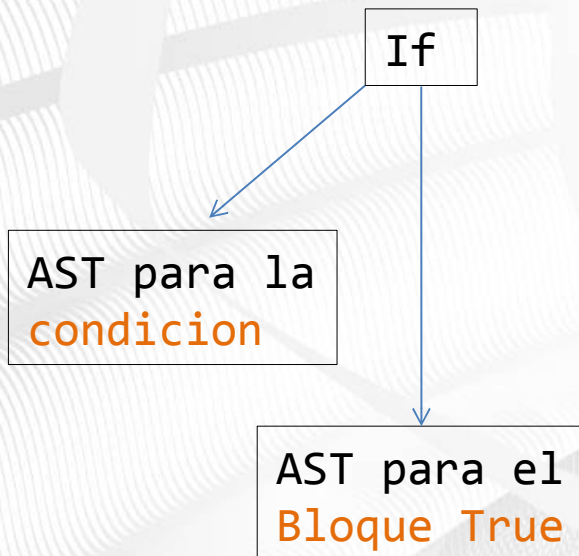 If
AST para la
condicion
AST para el
Bloque True